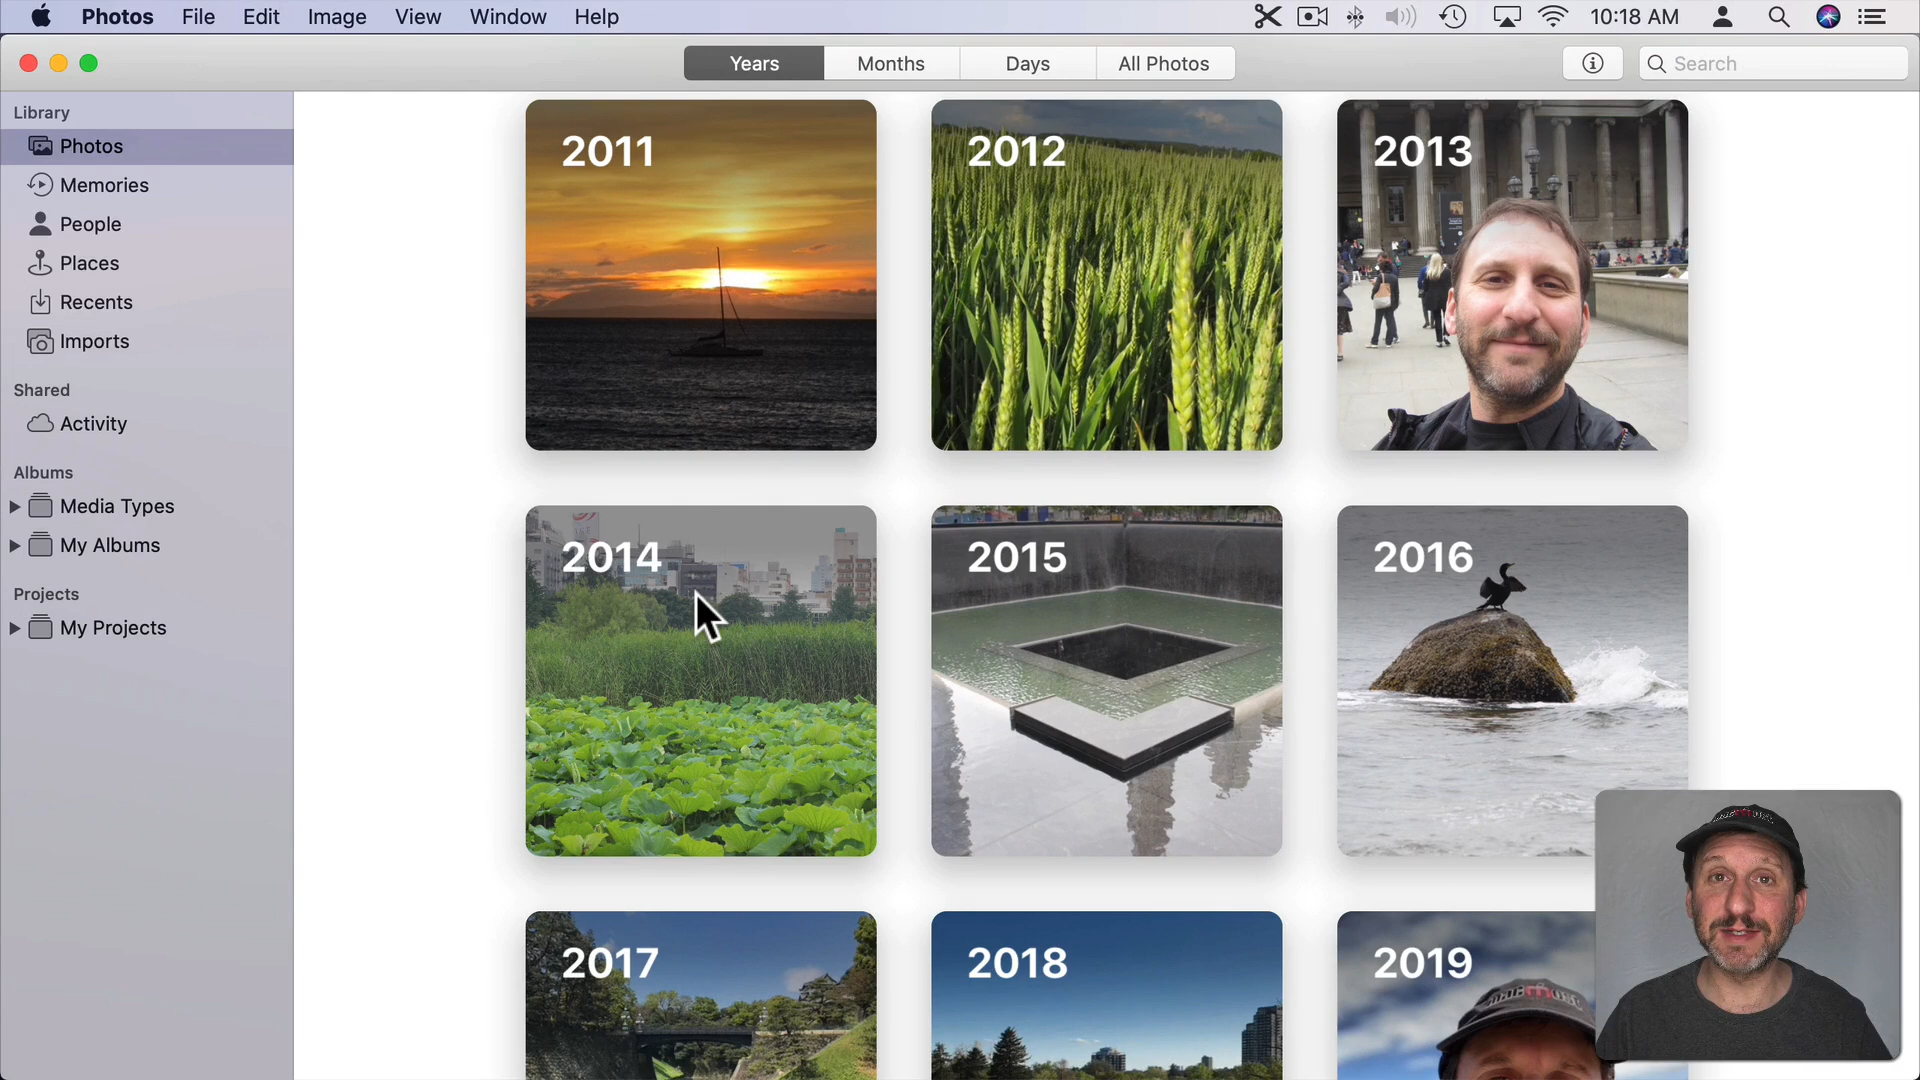 Photos File Edit Image View Window Help 10:18 AM
Years Months Days All Photos Search
Library
Photos
Memories
People
Places
Recents
Imports
Shared
Activity
Albums
Media Types
My Albums
Projects
My Projects
2011 2012 2013
2014 2015 2016
2017 2018 2019